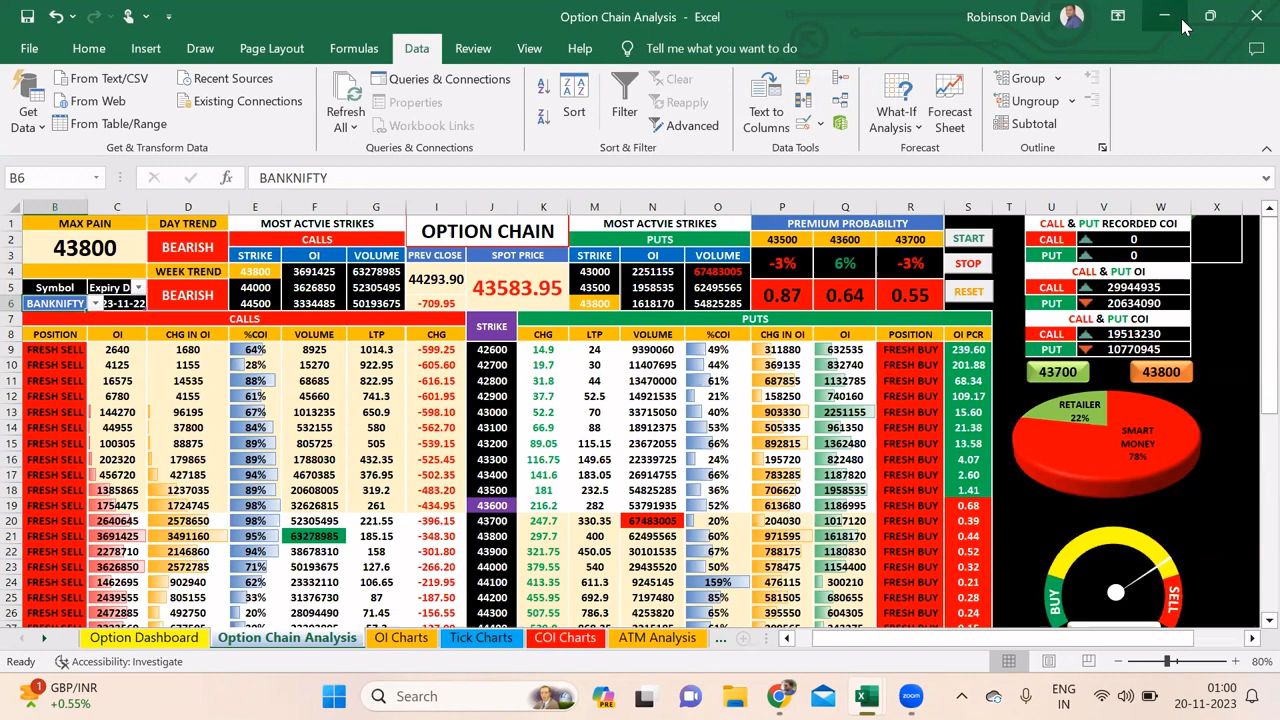 Option Chain Analysis - Excel
Robinson David
File Home Insert Draw Page Layout Formulas Data Review View Help Tell me what you want to do
Get Data
From Text/CSV
From Web
From Table/Range
Recent Sources
Existing Connections
Refresh All
Queries & Connections
Properties
Workbook Links
Sort
Filter
Clear
Reapply
Advanced
Text to Columns
What-If Analysis
Forecast Sheet
Group
Ungroup
Subtotal
Get & Transform Data Queries & Connections Sort & Filter Data Tools Forecast Outline
B6 fx BANKNIFTY
B C D E F G I J K M N O P Q R S T U V W X
1 MAX PAIN DAY TREND MOST ACTVIE STRIKES OPTION CHAIN MOST ACTVIE STRIKES PREMIUM PROBABILITY CALL & PUT RECORDED COI
2 43800 BEARISH CALLS PUTS 43500 43600 43700 START CALL 0
3 STRIKE OI VOLUME PREV CLOSE SPOT PRICE STRIKE OI VOLUME -3% 6% -3% STOP PUT 0
4 WEEK TREND 43800 3691425 63278985 44293.90 43583.95 43000 2251155 67483005 CALL & PUT OI
5 Symbol Expiry D BEARISH 44000 3626850 52305495 43500 1958535 62495565 0.87 0.64 0.55 RESET CALL 29944935
6 BANKNIFTY 23-11-22 44500 3334485 50193675 -709.95 43800 1618170 54825285 PUT 20634090
7 CALLS STRIKE PUTS CALL & PUT COI
8 POSITION OI CHG IN OI %COI VOLUME LTP CHG CHG LTP VOLUME %COI CHG IN OI OI POSITION OI PCR CALL 19513230
9 FRESH SELL 2640 1680 64% 8925 1014.3 -599.25 42600 14.9 24 9390060 49% 311880 632535 FRESH BUY 239.60 PUT 10770945
10 FRESH SELL 4125 1155 28% 15270 922.95 -605.60 42700 19.7 30 11407695 44% 369135 832740 FRESH BUY 201.88 43700 43800
11 FRESH SELL 16575 14535 88% 68685 822.95 -616.15 42800 31.8 44 13470000 61% 687855 1132785 FRESH BUY 68.34
12 FRESH SELL 6780 4155 61% 45660 741.3 -601.95 42900 37.7 52.5 14921535 21% 158250 740160 FRESH BUY 109.17
13 FRESH SELL 144270 96195 67% 1013235 650.9 -598.10 43000 52.2 70 33715050 40% 903330 2251155 FRESH BUY 15.60
14 FRESH SELL 44955 37800 84% 532155 580 -562.70 43100 66.9 88 18912375 53% 505335 961350 FRESH BUY 21.38
15 FRESH SELL 100305 88875 89% 805725 505 -539.15 43200 89.05 115.15 23672055 66% 892815 1362480 FRESH BUY 13.58
16 FRESH SELL 202320 179865 89% 1788030 432.35 -525.45 43300 116.75 149.65 22339725 24% 195720 822480 FRESH BUY 4.07
17 FRESH SELL 456720 427185 94% 4670385 376.95 -502.35 43400 141.6 183.05 26914755 66% 783285 1187820 FRESH BUY 2.60
18 FRESH SELL 1385865 1237035 89% 20608005 319.2 -483.20 43500 181 232.5 54825285 36% 706620 1958535 FRESH BUY 1.41
19 FRESH SELL 1754475 1724745 98% 32626815 261 -434.95 43600 216.2 282 53791935 52% 613680 1186995 FRESH BUY 0.68
20 FRESH SELL 2640645 2578650 98% 52305495 221.55 -396.15 43700 247.7 330.35 67483005 20% 204030 1017120 FRESH BUY 0.39
21 FRESH SELL 3691425 3491160 95% 63278985 185.15 -348.30 43800 297.7 400 62495565 60% 971595 1618170 FRESH BUY 0.44
22 FRESH SELL 2278710 2146860 94% 38678310 158 -301.80 43900 321.75 450.05 30101535 67% 788175 1180830 FRESH BUY 0.52
23 FRESH SELL 3626850 2572785 71% 50193675 127.6 -266.20 44000 379.55 540 29435520 50% 578475 1154400 FRESH BUY 0.32
24 FRESH SELL 1462695 902940 62% 23332110 106.65 -219.95 44100 413.35 611.3 9245145 159% 476115 300210 FRESH BUY 0.21
25 FRESH SELL 2439555 805155 33% 31376730 87 -187.50 44200 455.95 692.9 7197480 85% 581505 680655 FRESH BUY 0.28
26 FRESH SELL 2472885 492750 20% 28094490 71.45 -156.55 44300 507.55 786.3 4253820 65% 395550 604305 FRESH BUY 0.24
RETAILER
22%
SMART
MONEY
78%
BUY
SELL
Option Dashboard Option Chain Analysis OI Charts Tick Charts COI Charts ATM Analysis ...
Ready Accessibility: Investigate 80%
1
GBP/INR
+0.55%
Search
PRE
zoom
ENG
IN
01:00
20-11-2023